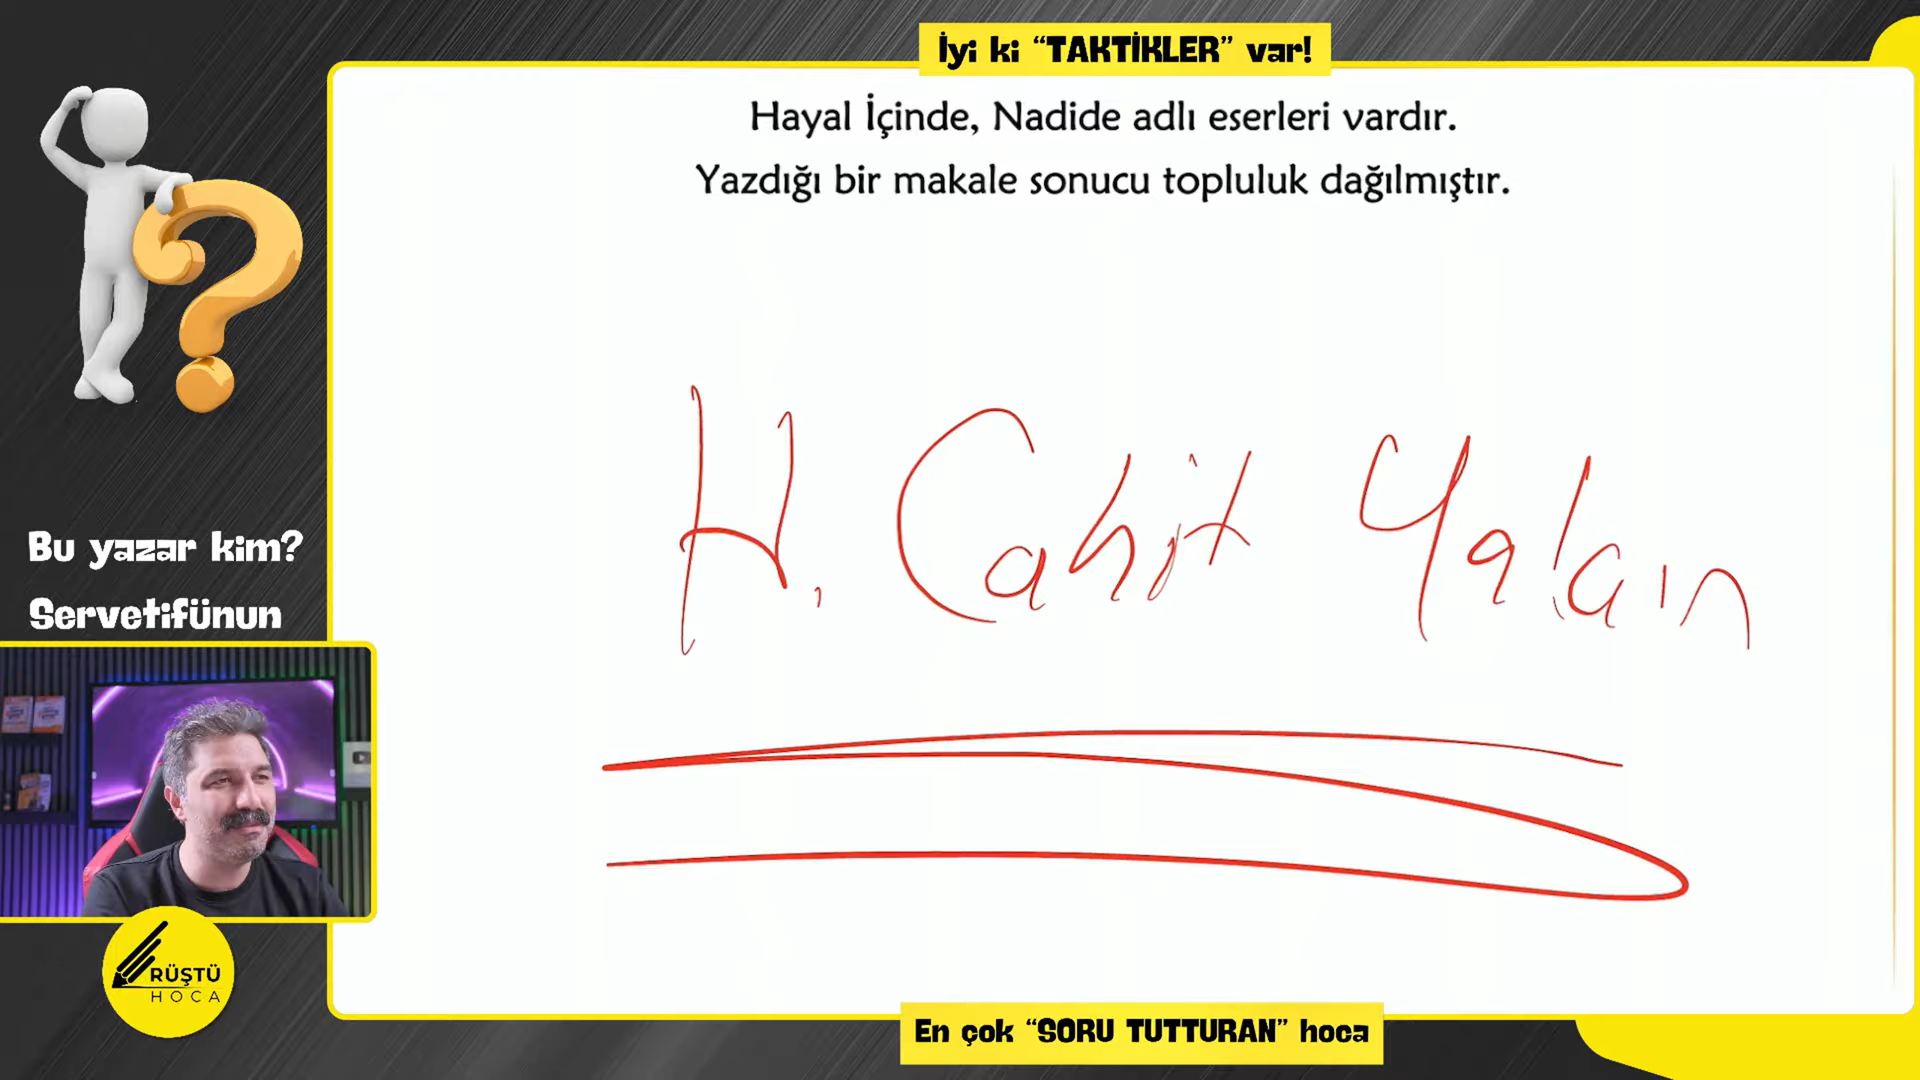 İyi ki “TAKTİKLER” var!
Hayal İçinde, Nadide adlı eserleri vardır.
Yazdığı bir makale sonucu topluluk dağılmıştır.
H. Cahit Yalçın
Bu yazar kim?
Servetifünun
RÜŞTÜ
HOCA
En çok “SORU TUTTURAN” hoca